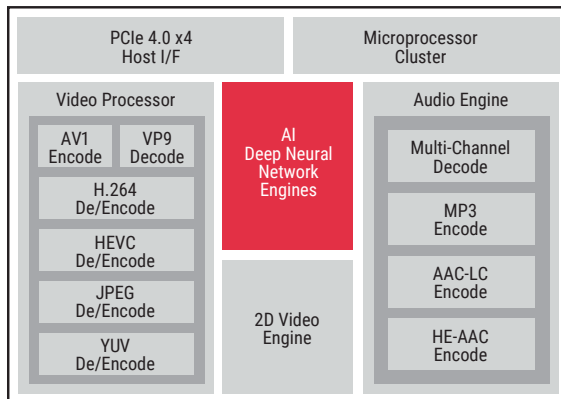 PCIe 4.0 x4
Host I/F
Microprocessor
Cluster
Video Processor
AV1
Encode
VP9
Decode
H.264
De/Encode
HEVC
De/Encode
JPEG
De/Encode
YUV
De/Encode
AI
Deep Neural
Network
Engines
2D Video
Engine
Audio Engine
Multi-Channel
Decode
MP3
Encode
AAC-LC
Encode
HE-AAC
Encode